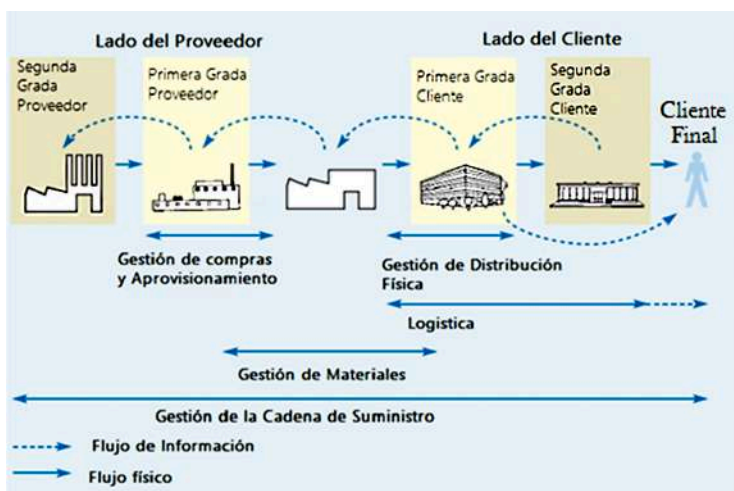 Lado del Proveedor
Lado del Cliente
Segunda
Grada
Proveedor
Primera Grada
Proveedor
Primera Grada
Cliente
Segunda
Grada
Cliente
Cliente
Final
Gestión de compras
y Aprovisionamiento
Gestión de Distribución
Física
Logistica
Gestión de Materiales
Gestión de la Cadena de Suministro
Flujo de Información
Flujo físico